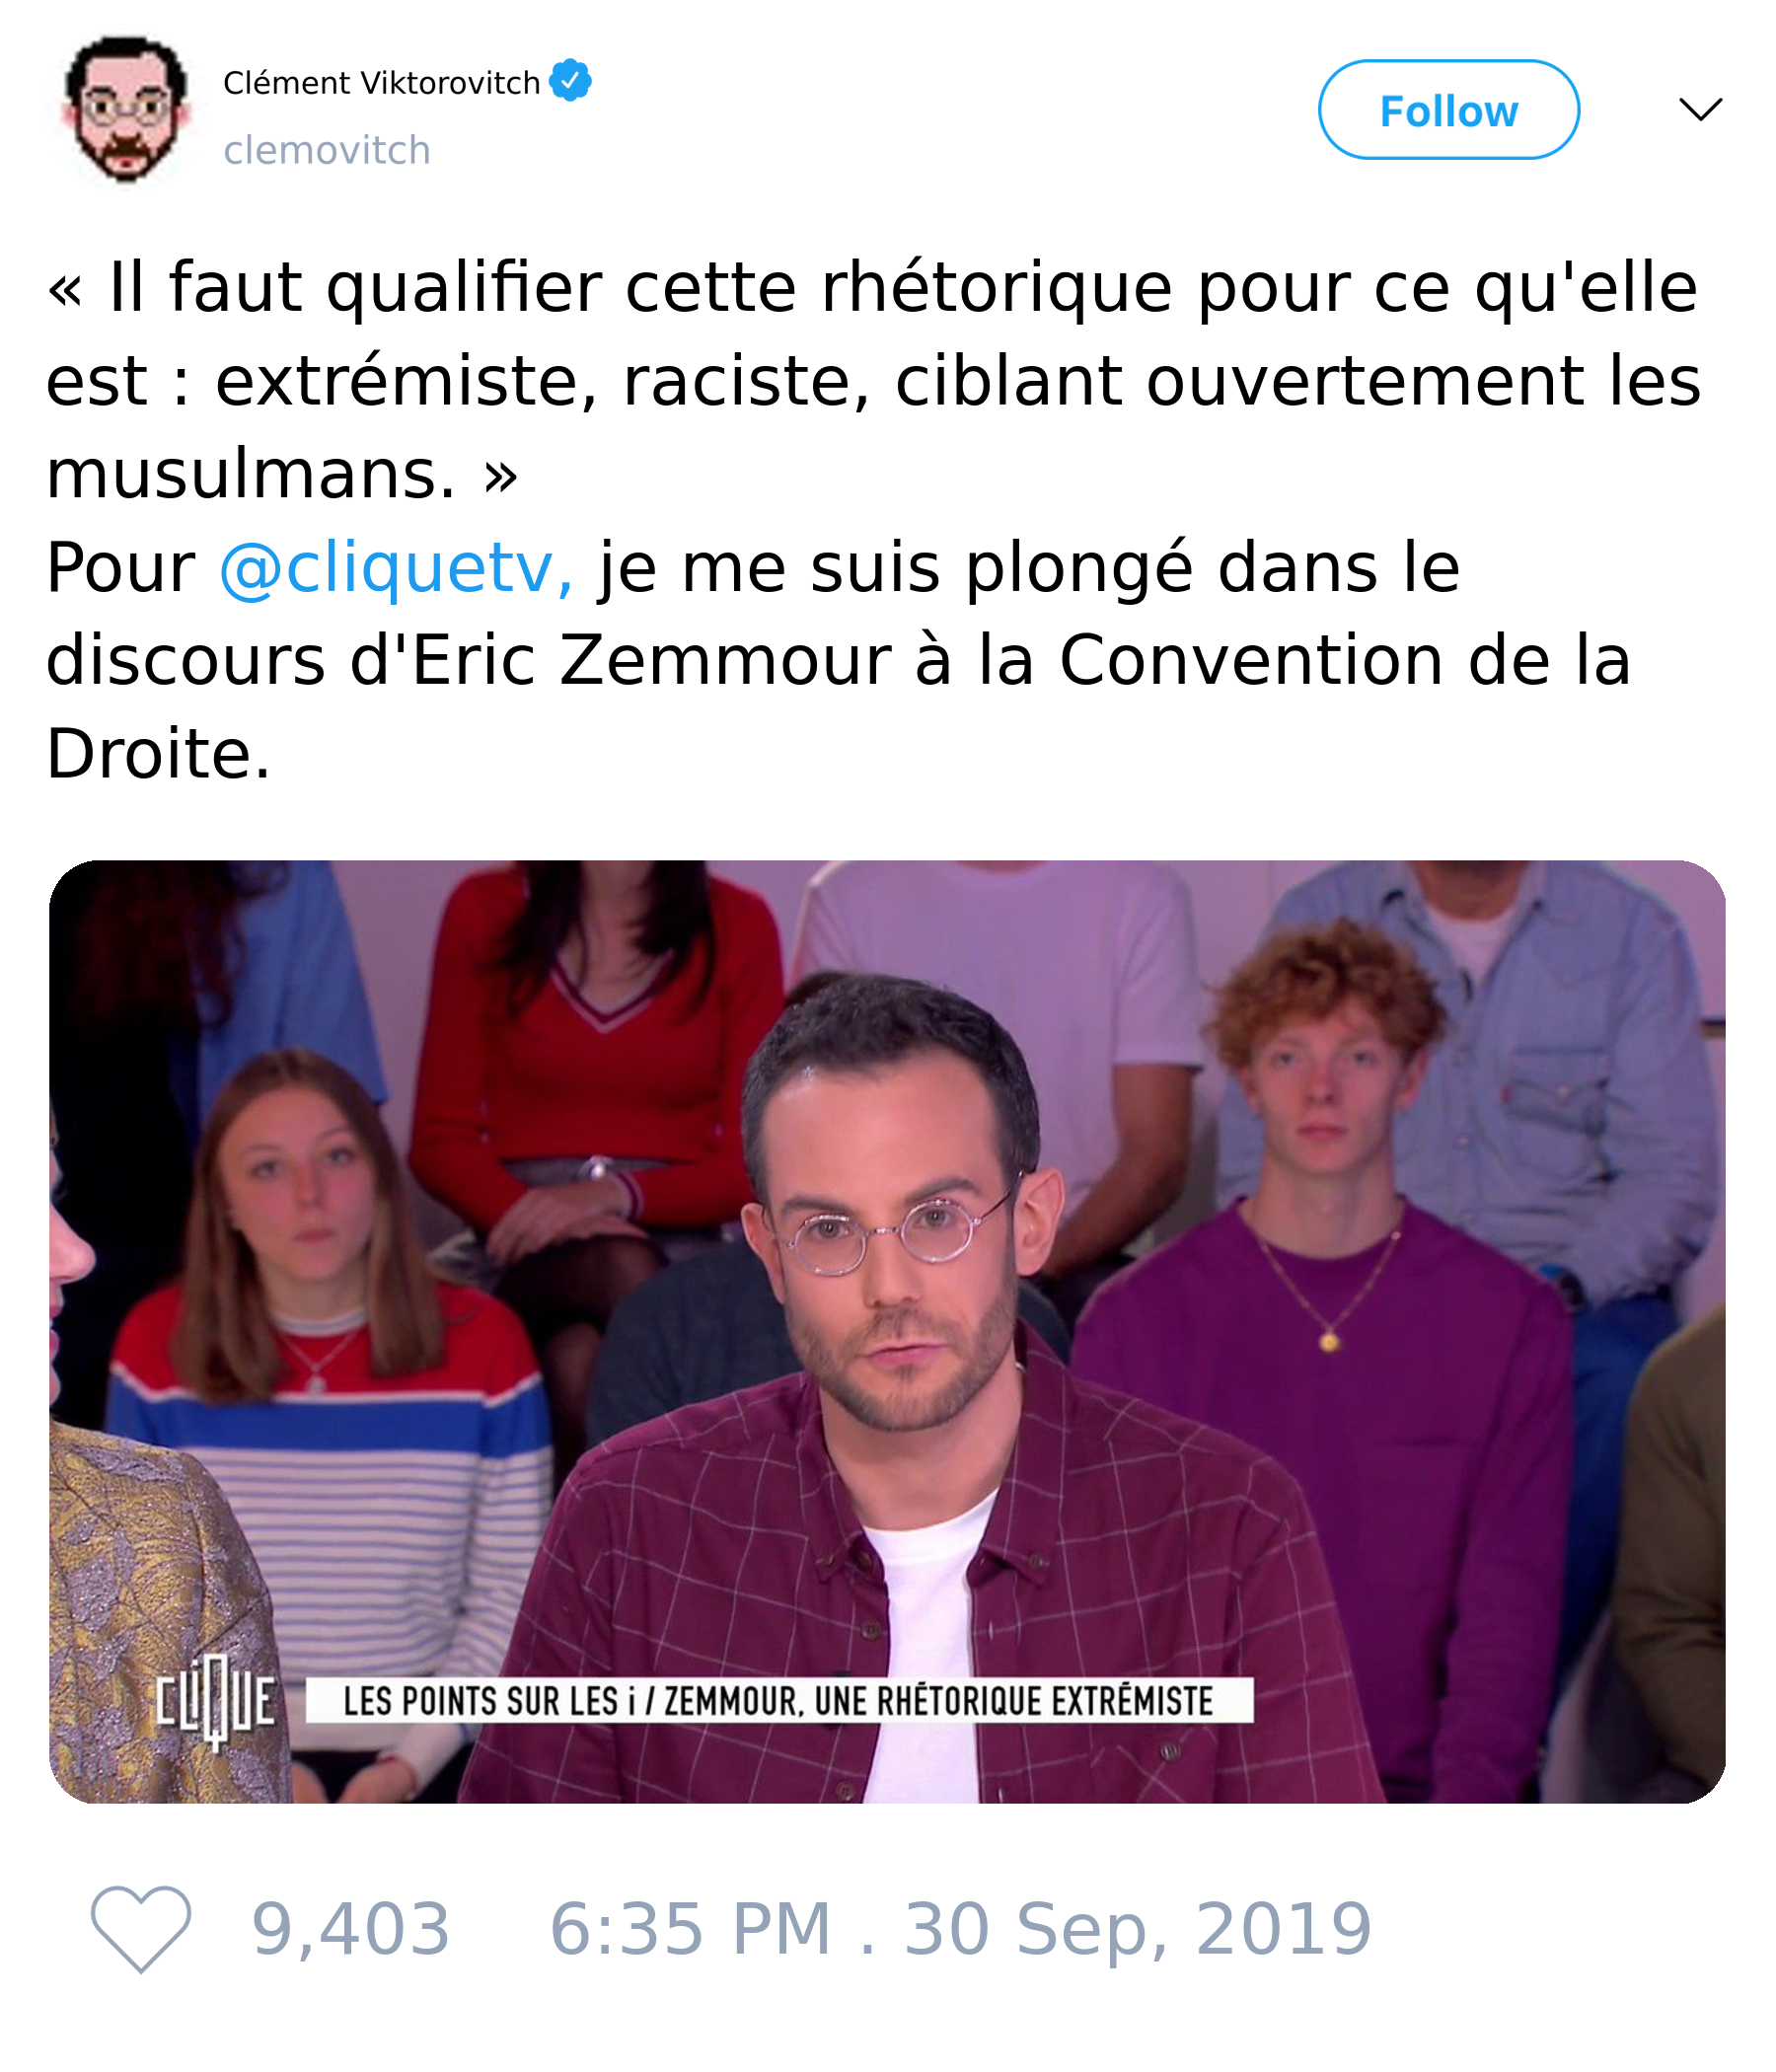 Clément Viktorovitch
clemovitch
Follow
« Il faut qualifier cette rhétorique pour ce qu'elle
est : extrémiste, raciste, ciblant ouvertement les
musulmans. »
Pour @cliquetv, je me suis plongé dans le
discours d'Eric Zemmour à la Convention de la
Droite.
CLiQUE
LES POINTS SUR LES i / ZEMMOUR, UNE RHÉTORIQUE EXTRÉMISTE
9,403
6:35 PM . 30 Sep, 2019